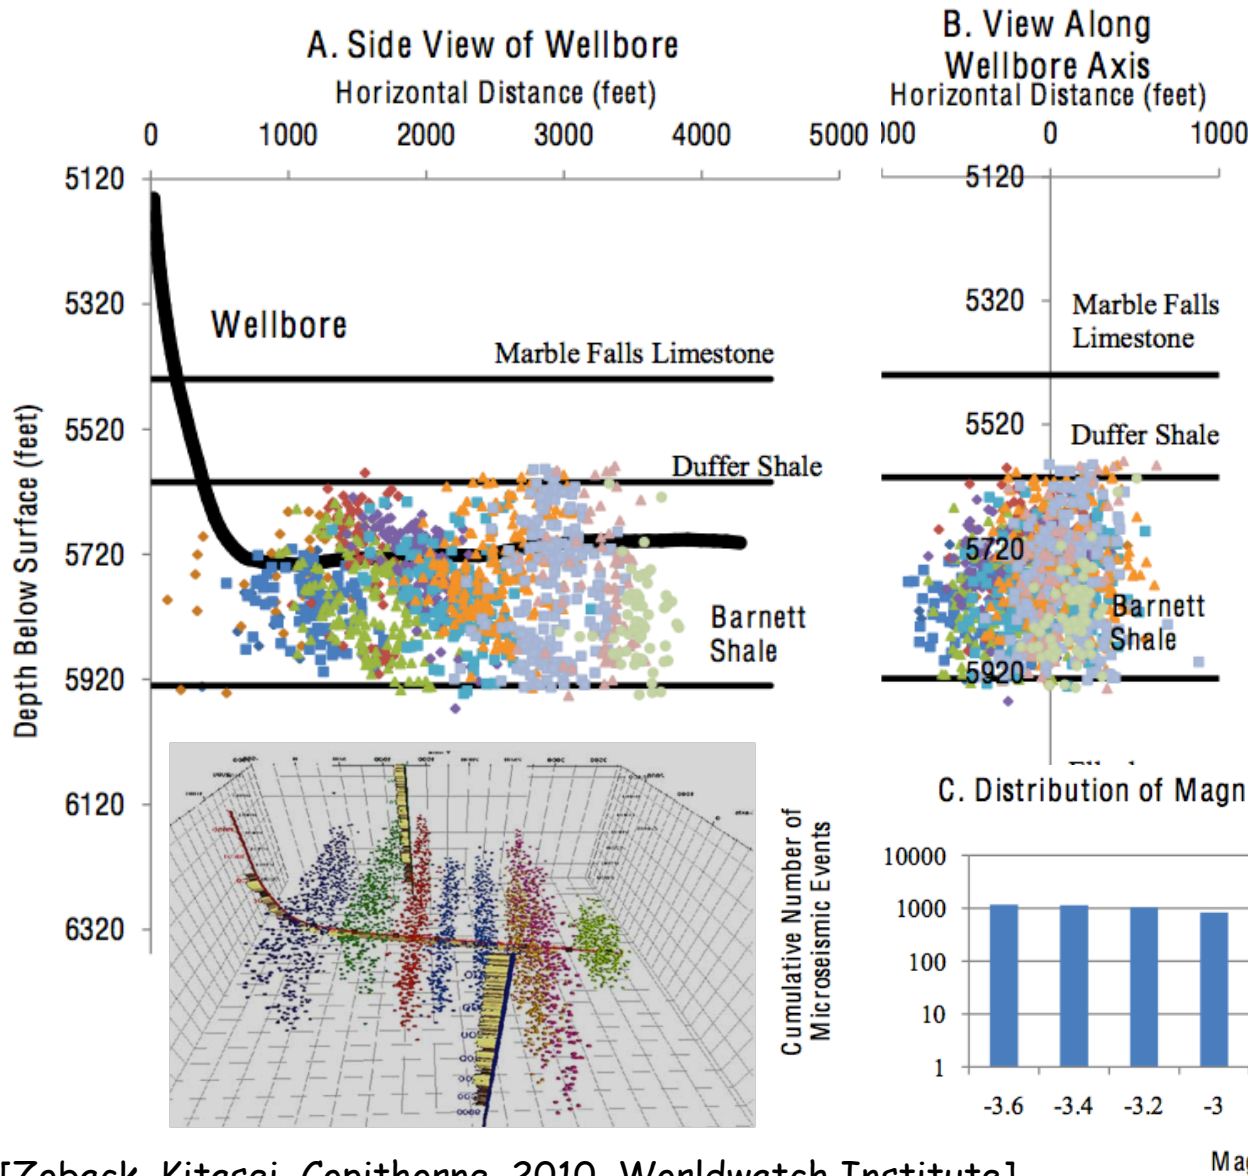 A. Side View of Wellbore
Horizontal Distance (feet)
0 1000 2000 3000 4000 5000
Depth Below Surface (feet)
5120
5320
5520
5720
5920
6120
6320
Wellbore
Marble Falls Limestone
Duffer Shale
Barnett
Shale
B. View Along
Wellbore Axis
Horizontal Distance (feet)
000 0 1000
5120
5320
5520
5720
5920
Marble Falls
Limestone
Duffer Shale
Barnett
Shale
C. Distribution of Magn
Cumulative Number of
Microseismic Events
10000
1000
100
10
1
-3.6 -3.4 -3.2 -3
Mag
[Zoback, Kitasei, Copithorne, 2010, Worldwatch Institute]